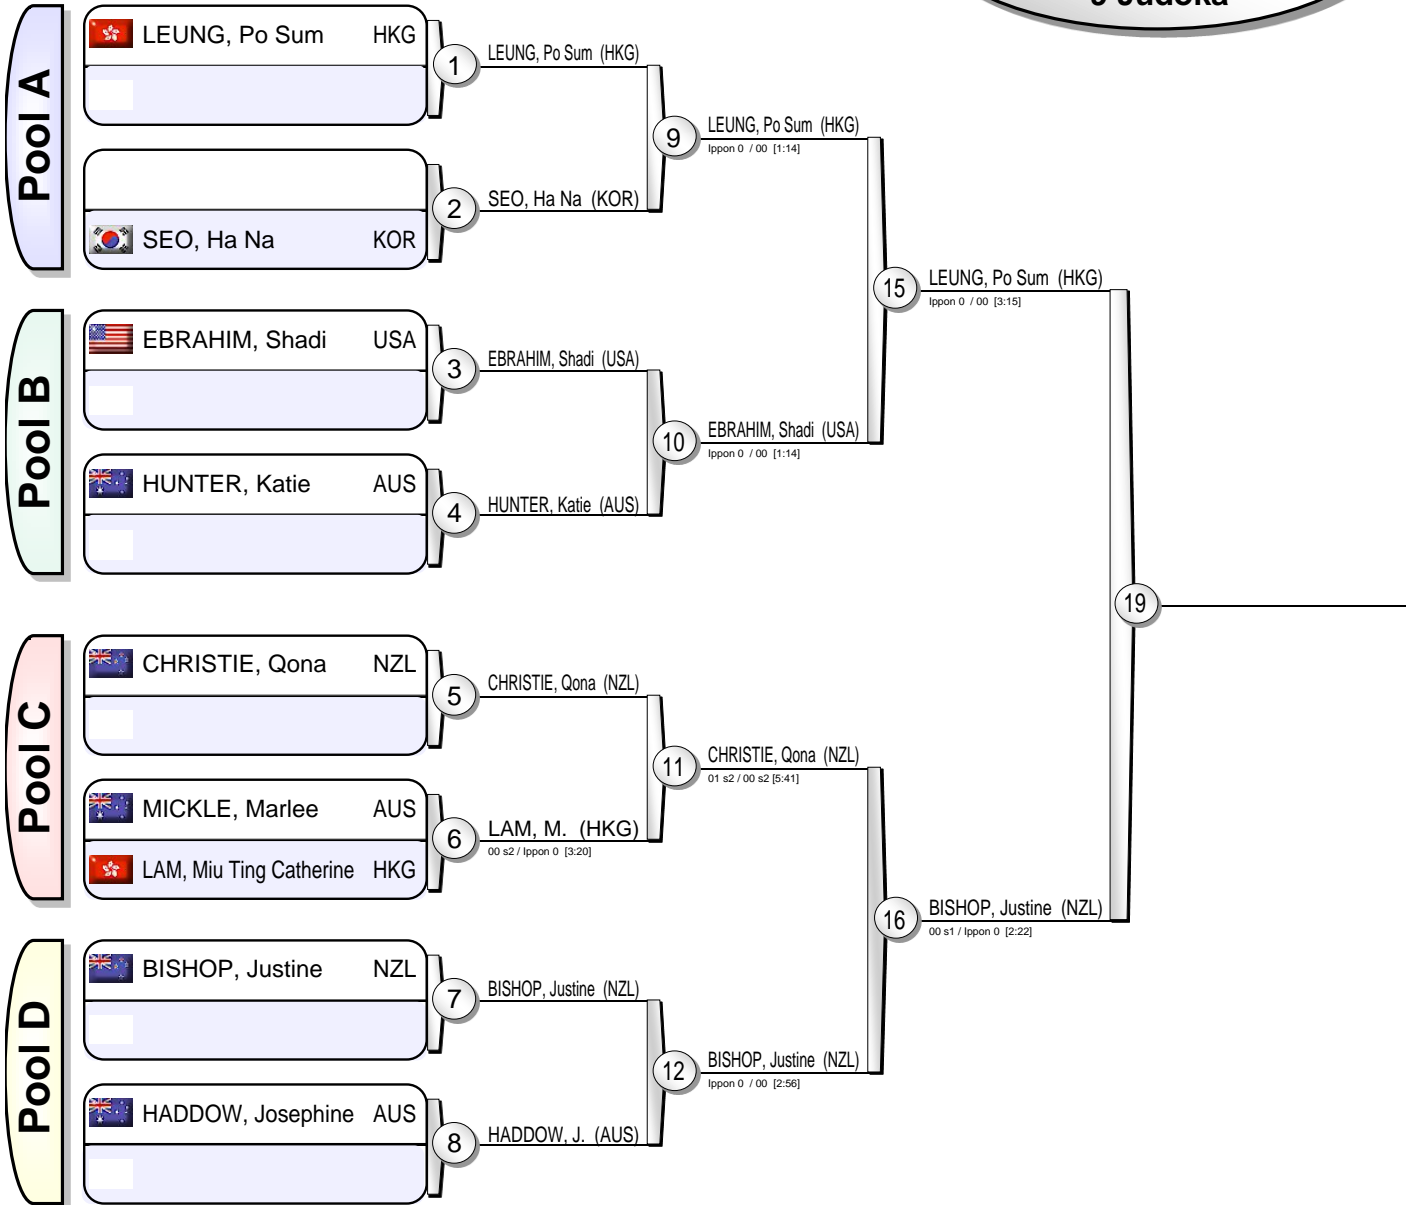 9 Judoka
Pool A
LEUNG, Po Sum HKG
1
LEUNG, Po Sum (HKG)
SEO, Ha Na KOR
2
SEO, Ha Na (KOR)
9
LEUNG, Po Sum (HKG)
Ippon 0 / 00 [1:14]
Pool B
EBRAHIM, Shadi USA
3
EBRAHIM, Shadi (USA)
HUNTER, Katie AUS
4
HUNTER, Katie (AUS)
10
EBRAHIM, Shadi (USA)
Ippon 0 / 00 [1:14]
15
LEUNG, Po Sum (HKG)
Ippon 0 / 00 [3:15]
Pool C
CHRISTIE, Qona NZL
5
CHRISTIE, Qona (NZL)
MICKLE, Marlee AUS
LAM, Miu Ting Catherine HKG
6
LAM, M. (HKG)
00 s2 / Ippon 0 [3:20]
11
CHRISTIE, Qona (NZL)
01 s2 / 00 s2 [5:41]
Pool D
BISHOP, Justine NZL
7
BISHOP, Justine (NZL)
HADDOW, Josephine AUS
8
HADDOW, J. (AUS)
12
BISHOP, Justine (NZL)
Ippon 0 / 00 [2:56]
16
BISHOP, Justine (NZL)
00 s1 / Ippon 0 [2:22]
19